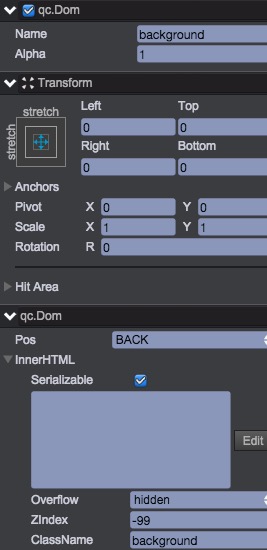 qc.Dom
Name background
Alpha 1
Transform
stretch Left Top
stretch 0 0
Right Bottom
0 0
Anchors
Pivot X 0 Y 0
Scale X 1 Y 1
Rotation R 0
Hit Area
qc.Dom
Pos BACK
InnerHTML
Serializable
Edit
Overflow hidden
ZIndex -99
ClassName background